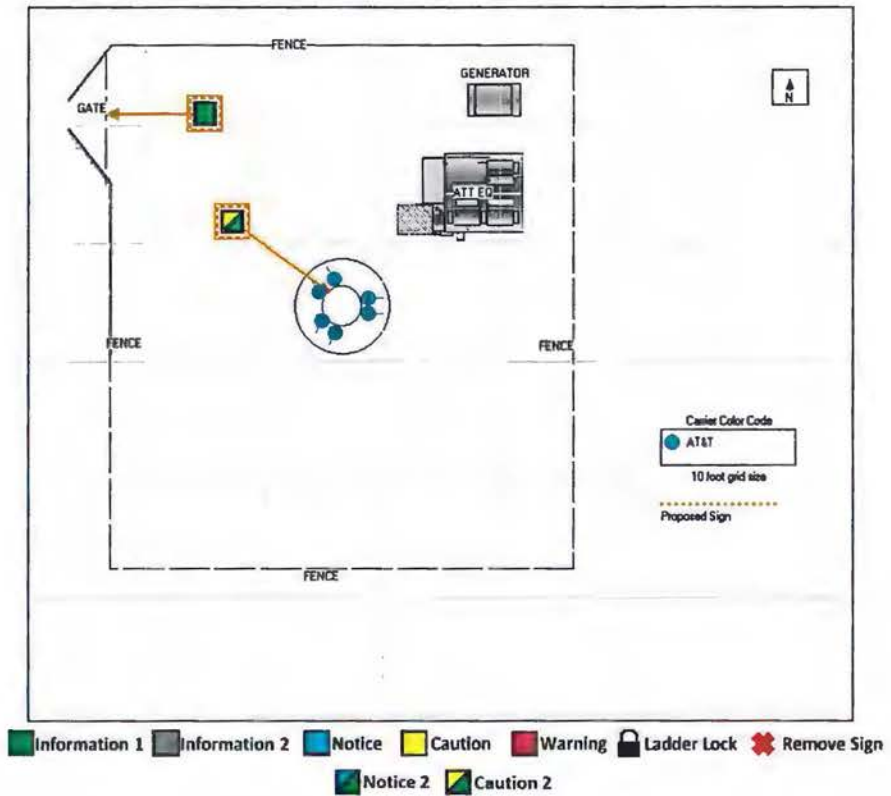 FENCE
GENERATOR
GATE
N
ATT EQ
FENCE
FENCE
Carrier Color Code
AT&T
10 foot grid size
Proposed Sign
FENCE
Information 1 Information 2 Notice Caution Warning Ladder Lock Remove Sign
Notice 2 Caution 2